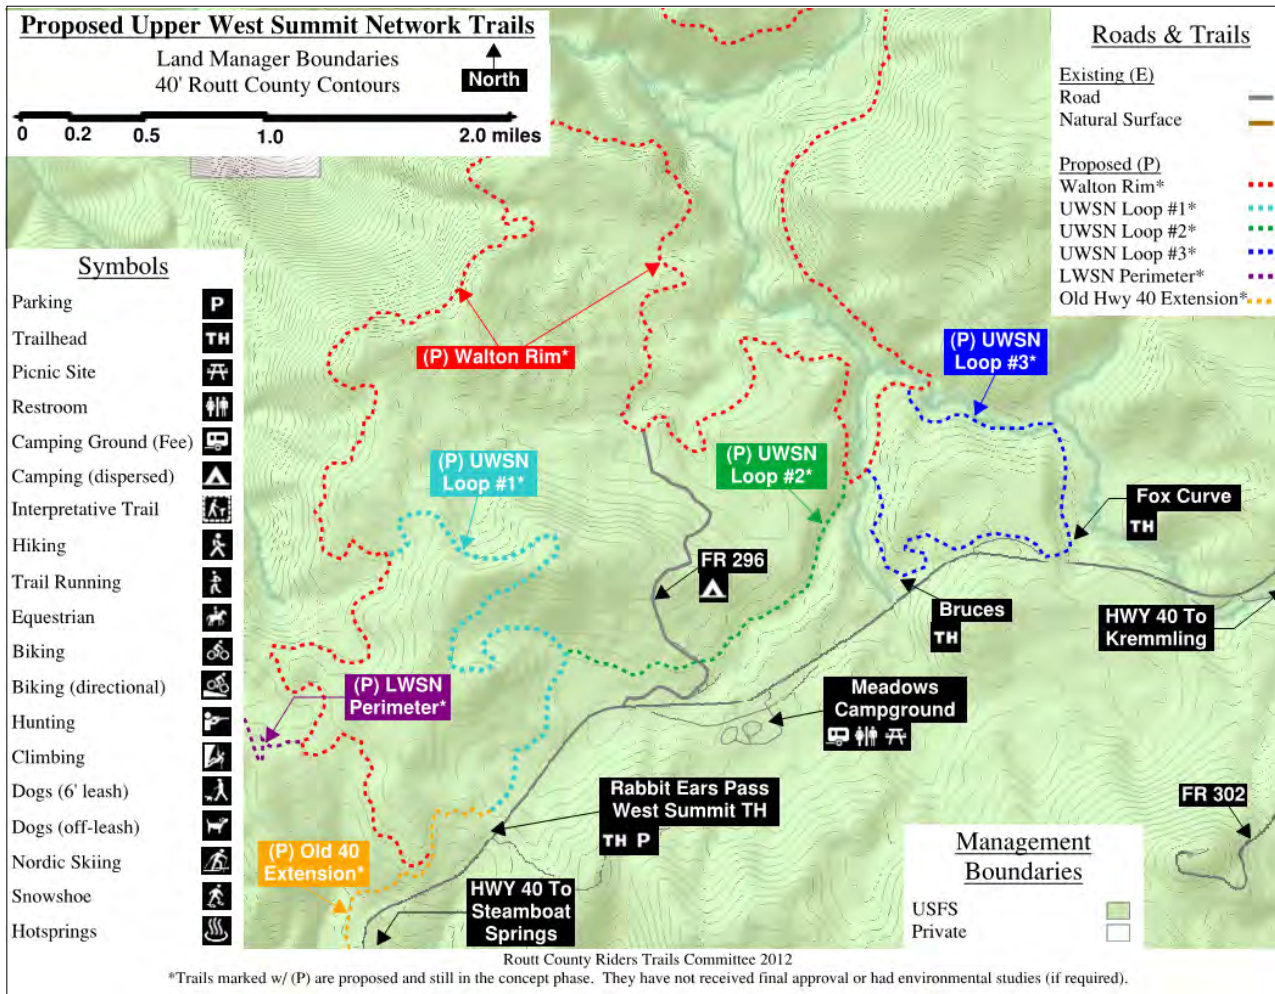 Proposed Upper West Summit Network Trails
Land Manager Boundaries
40' Routt County Contours
North
0 0.2 0.5 1.0 2.0 miles
Roads & Trails
Existing (E)
Road
Natural Surface
Proposed (P)
Walton Rim*
UWSN Loop #1*
UWSN Loop #2*
UWSN Loop #3*
LWSN Perimeter*
Old Hwy 40 Extension*
Symbols
Parking P
Trailhead TH
Picnic Site
Restroom
Camping Ground (Fee)
Camping (dispersed)
Interpretative Trail
Hiking
Trail Running
Equestrian
Biking
Biking (directional)
Hunting
Climbing
Dogs (6' leash)
Dogs (off-leash)
Nordic Skiing
Snowshoe
Hotsprings
(P) Walton Rim*
(P) UWSN
Loop #3*
(P) UWSN
Loop #1*
(P) UWSN
Loop #2*
Fox Curve
TH
FR 296
Bruces
TH
HWY 40 To
Kremmling
(P) LWSN
Perimeter*
Meadows
Campground
Rabbit Ears Pass
West Summit TH
TH P
FR 302
(P) Old 40
Extension*
HWY 40 To
Steamboat
Springs
Management
Boundaries
USFS
Private
Routt County Riders Trails Committee 2012
*Trails marked w/ (P) are proposed and still in the concept phase. They have not received final approval or had environmental studies (if required).